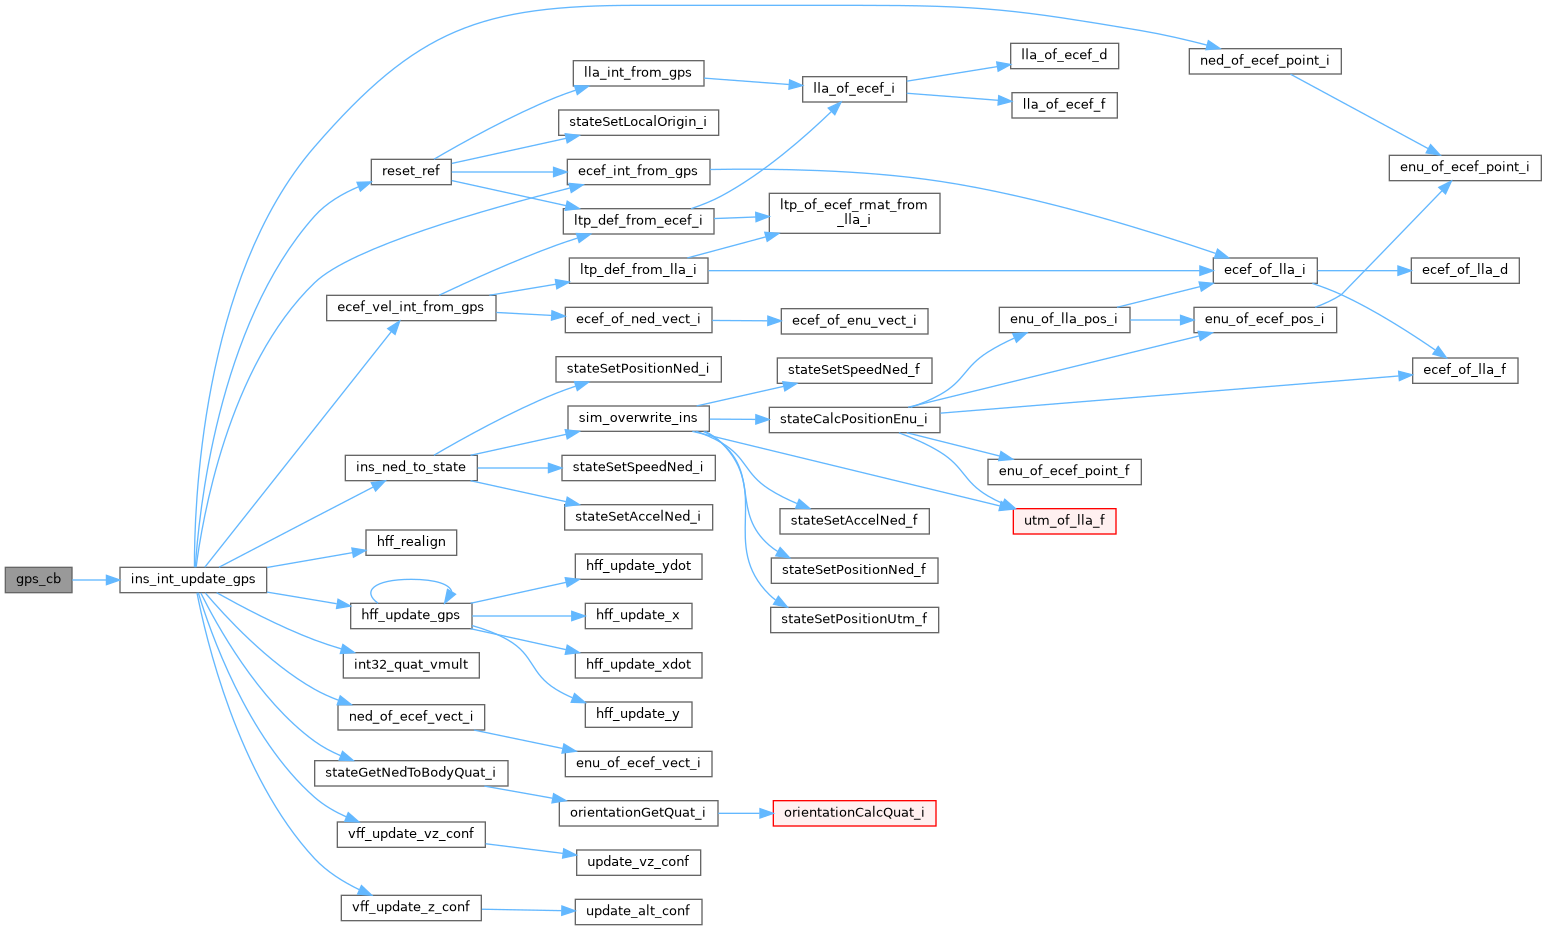 gps_cb
ins_int_update_gps
reset_ref
ecef_vel_int_from_gps
ins_ned_to_state
hff_realign
hff_update_gps
int32_quat_vmult
ned_of_ecef_vect_i
stateGetNedToBodyQuat_i
vff_update_vz_conf
vff_update_z_conf
lla_int_from_gps
stateSetLocalOrigin_i
ecef_int_from_gps
ltp_def_from_ecef_i
ltp_def_from_lla_i
ecef_of_ned_vect_i
stateSetPositionNed_i
sim_overwrite_ins
stateSetSpeedNed_i
stateSetAccelNed_i
hff_update_ydot
hff_update_x
hff_update_xdot
hff_update_y
enu_of_ecef_vect_i
orientationGetQuat_i
update_vz_conf
update_alt_conf
lla_of_ecef_i
ltp_of_ecef_rmat_from
_lla_i
ecef_of_enu_vect_i
stateSetSpeedNed_f
stateCalcPositionEnu_i
stateSetAccelNed_f
stateSetPositionNed_f
stateSetPositionUtm_f
orientationCalcQuat_i
lla_of_ecef_d
lla_of_ecef_f
enu_of_lla_pos_i
enu_of_ecef_point_f
utm_of_lla_f
ned_of_ecef_point_i
ecef_of_lla_i
enu_of_ecef_pos_i
enu_of_ecef_point_i
ecef_of_lla_d
ecef_of_lla_f